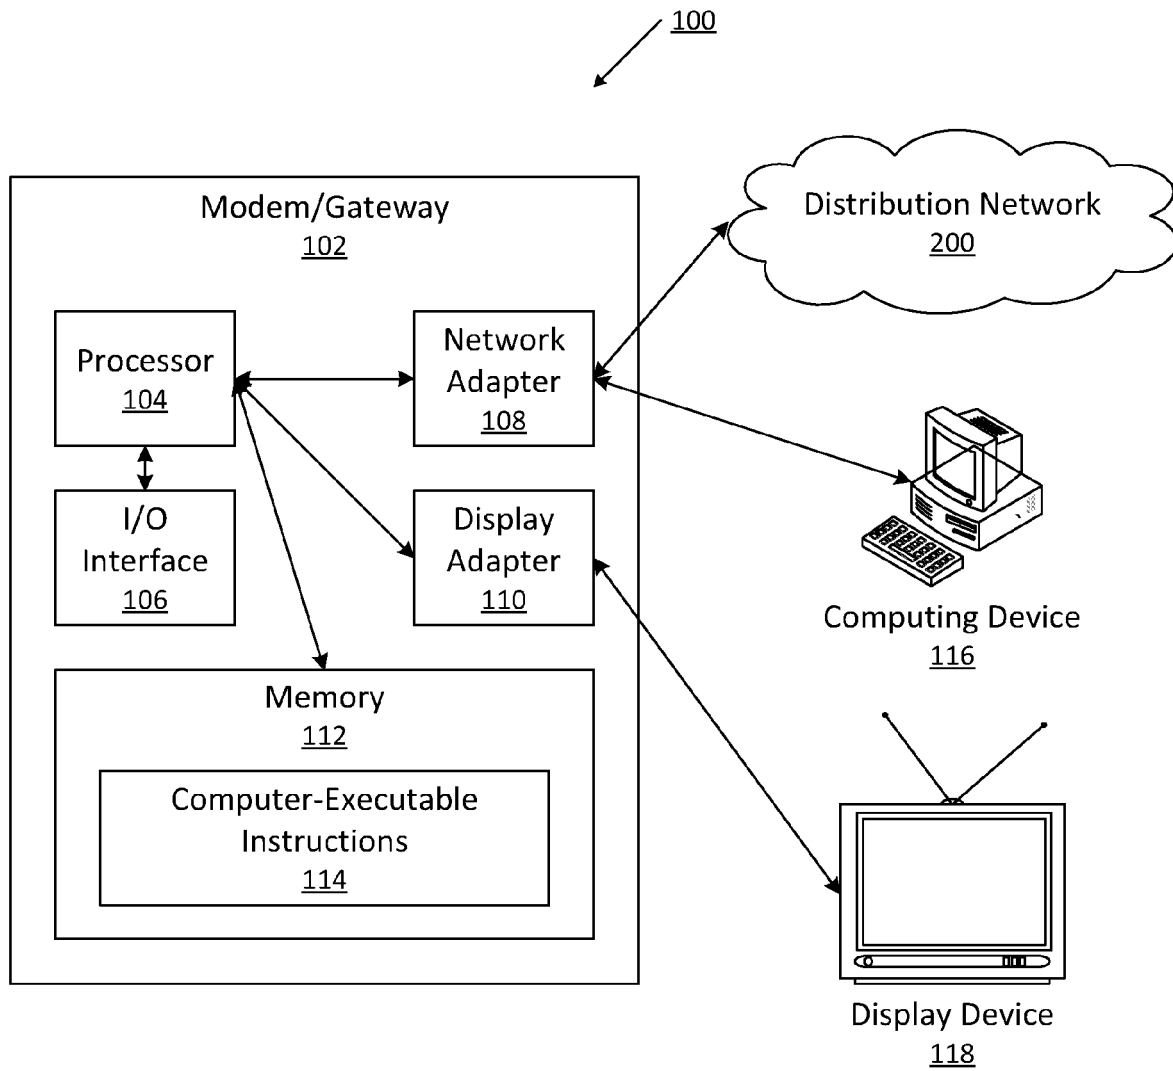 100
Modem/Gateway
102
Distribution Network
200
Processor
104
Network
Adapter
108
I/O
Interface
106
Display
Adapter
110
Computing Device
116
Memory
112
Computer-Executable
Instructions
114
Display Device
118